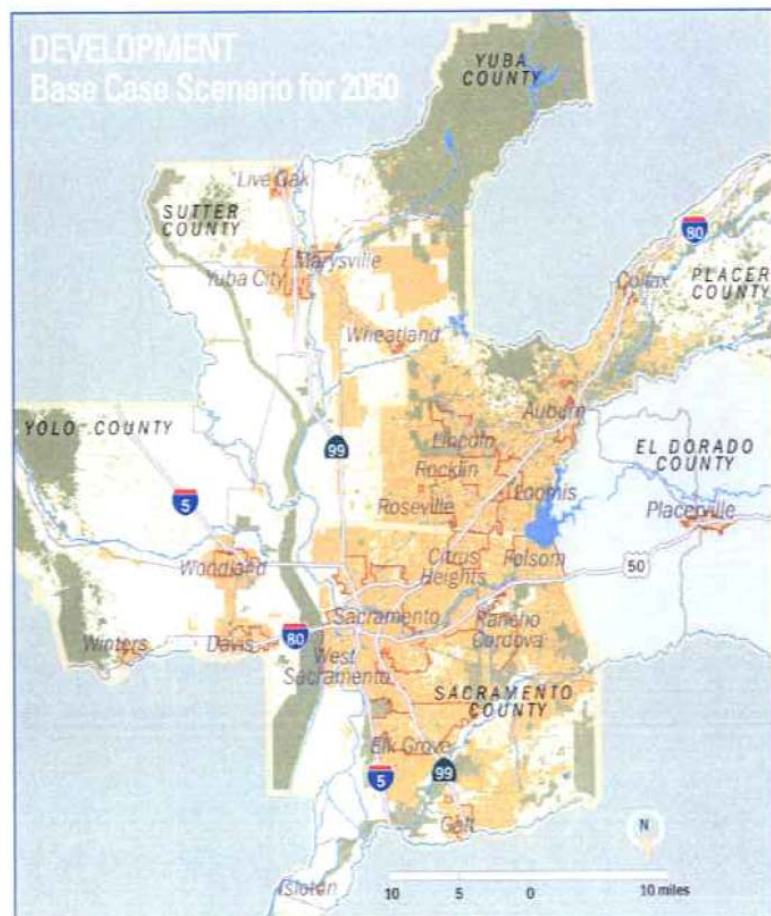 DEVELOPMENT
Base Case Scenario for 2050
YUBA
COUNTY
Live Oak
SUTTER
COUNTY
80
Marysville
Yuba City
Colfax
PLACER
COUNTY
Wheatland
Auburn
YOLO COUNTY
99
Lincoln
EL DORADO
COUNTY
Rocklin
5
Loomis
Roseville
Placerville
Citrus
Heights
Folsom
50
Woodland
Sacramento
Rancho
Cordova
Winters
Davis
80
West
Sacramento
SACRAMENTO
COUNTY
Elk Grove
5
99
Galt
N
Isleton
10 5 0 10 miles